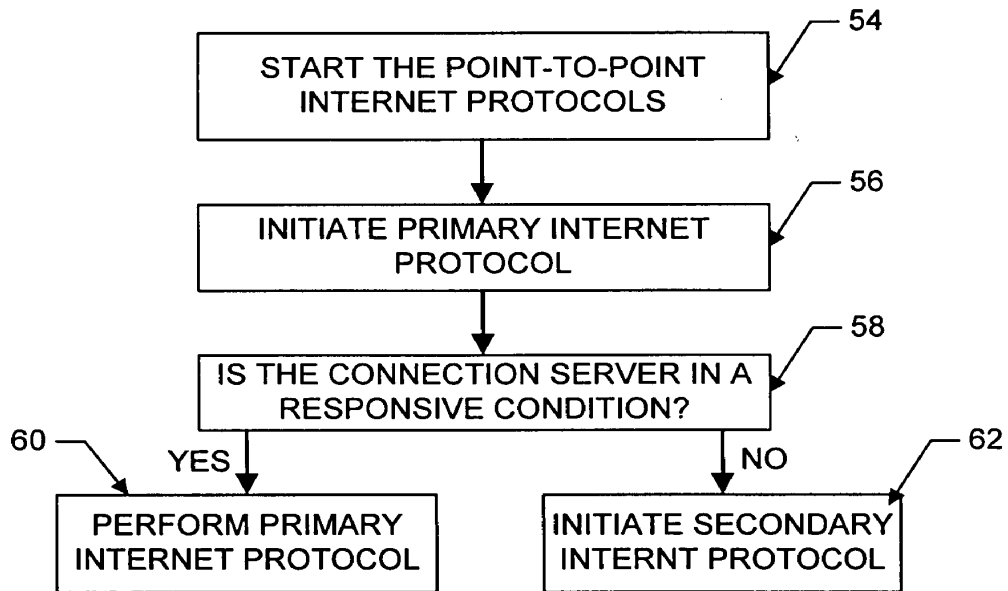 54
START THE POINT-TO-POINT
INTERNET PROTOCOLS
56
INITIATE PRIMARY INTERNET
PROTOCOL
58
IS THE CONNECTION SERVER IN A
RESPONSIVE CONDITION?
60
YES
NO
62
PERFORM PRIMARY
INTERNET PROTOCOL
INITIATE SECONDARY
INTERNT PROTOCOL